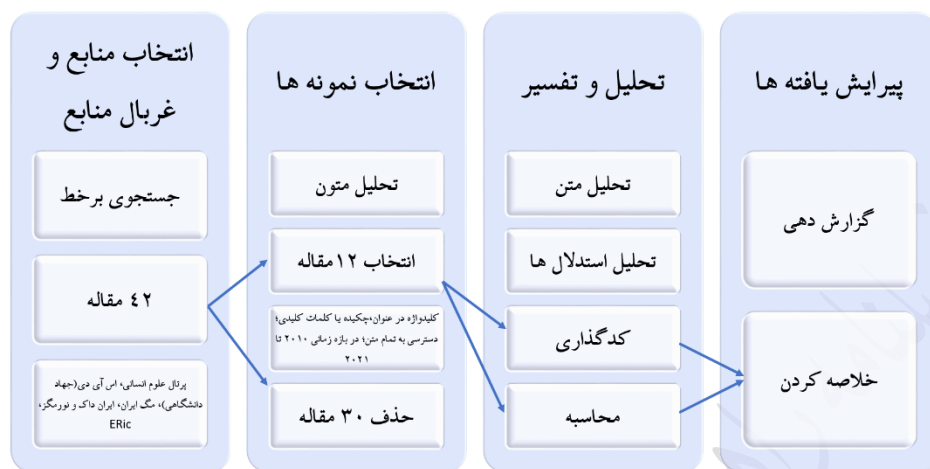 انتخاب منابع و
غربال منابع
جستجوی برخط
۴۲ مقاله
پرتال علوم انسانی، اس آی دی(جهاد
دانشگاهی)، مگ ایران، ایران داک و نورمگز،
ERic
انتخاب نمونه ها
تحلیل متون
انتخاب ۱۲مقاله
کلیدواژه در عنوان،چکیده یا کلمات کلیدی؛
دسترسی به تمام متن؛ در بازه زمانی ۲۰۱۰ تا
۲۰۲۱
حذف ۳۰ مقاله
تحلیل و تفسیر
تحلیل متن
تحلیل استدلال ها
کدگذاری
محاسبه
پیرایش یافته ها
گزارش دهی
خلاصه کردن